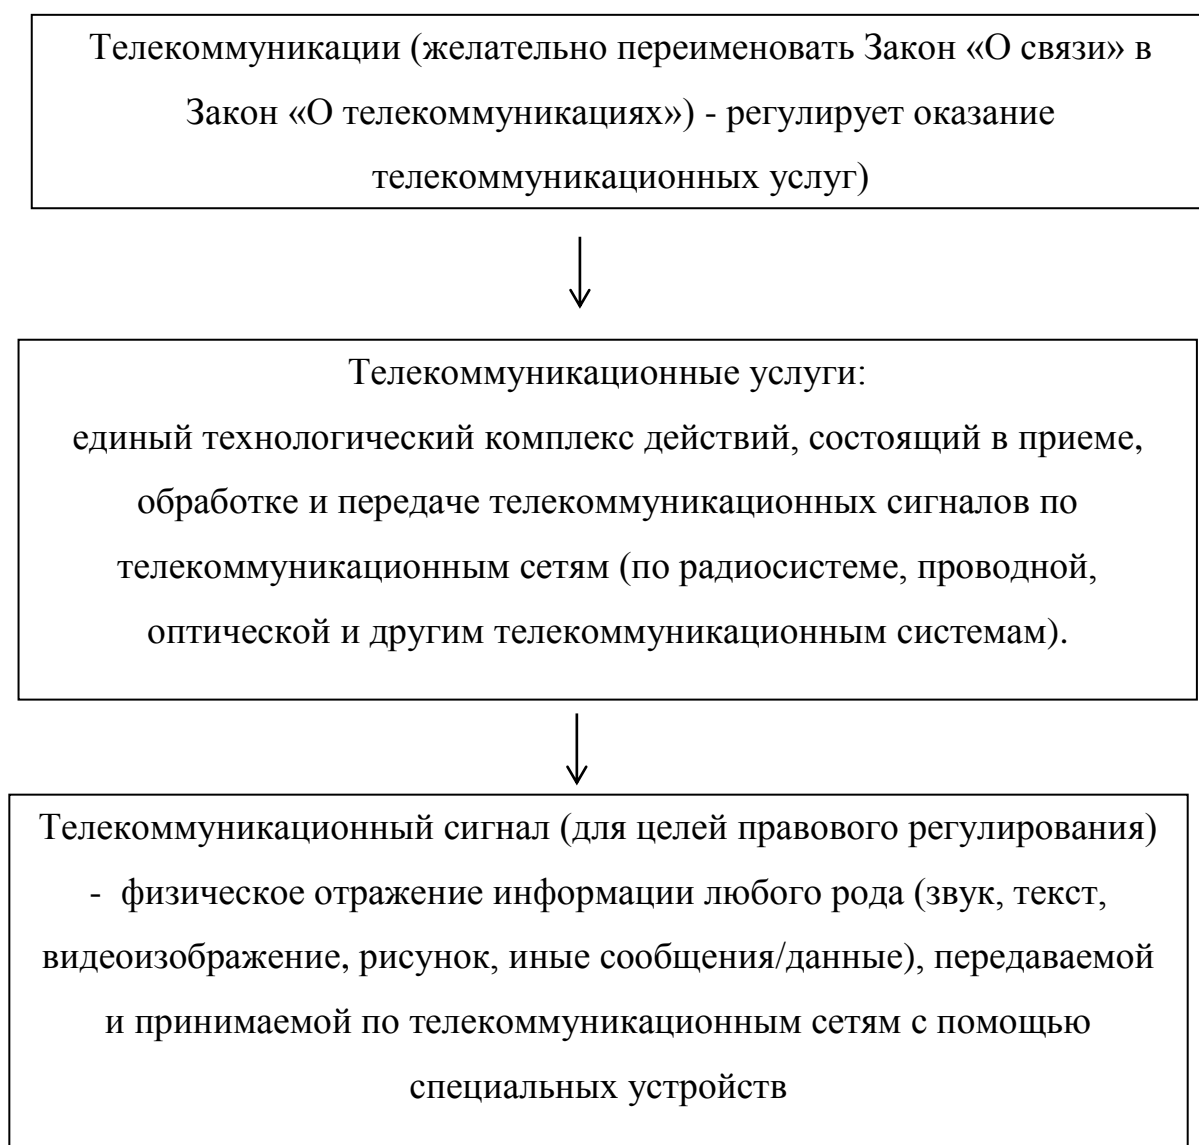 Телекоммуникации (желательно переименовать Закон «О связи» в
Закон «О телекоммуникациях») - регулирует оказание
телекоммуникационных услуг)
Телекоммуникационные услуги:
единый технологический комплекс действий, состоящий в приеме,
обработке и передаче телекоммуникационных сигналов по
телекоммуникационным сетям (по радиосистеме, проводной,
оптической и другим телекоммуникационным системам).
Телекоммуникационный сигнал (для целей правового регулирования)
- физическое отражение информации любого рода (звук, текст,
видеоизображение, рисунок, иные сообщения/данные), передаваемой
и принимаемой по телекоммуникационным сетям с помощью
специальных устройств